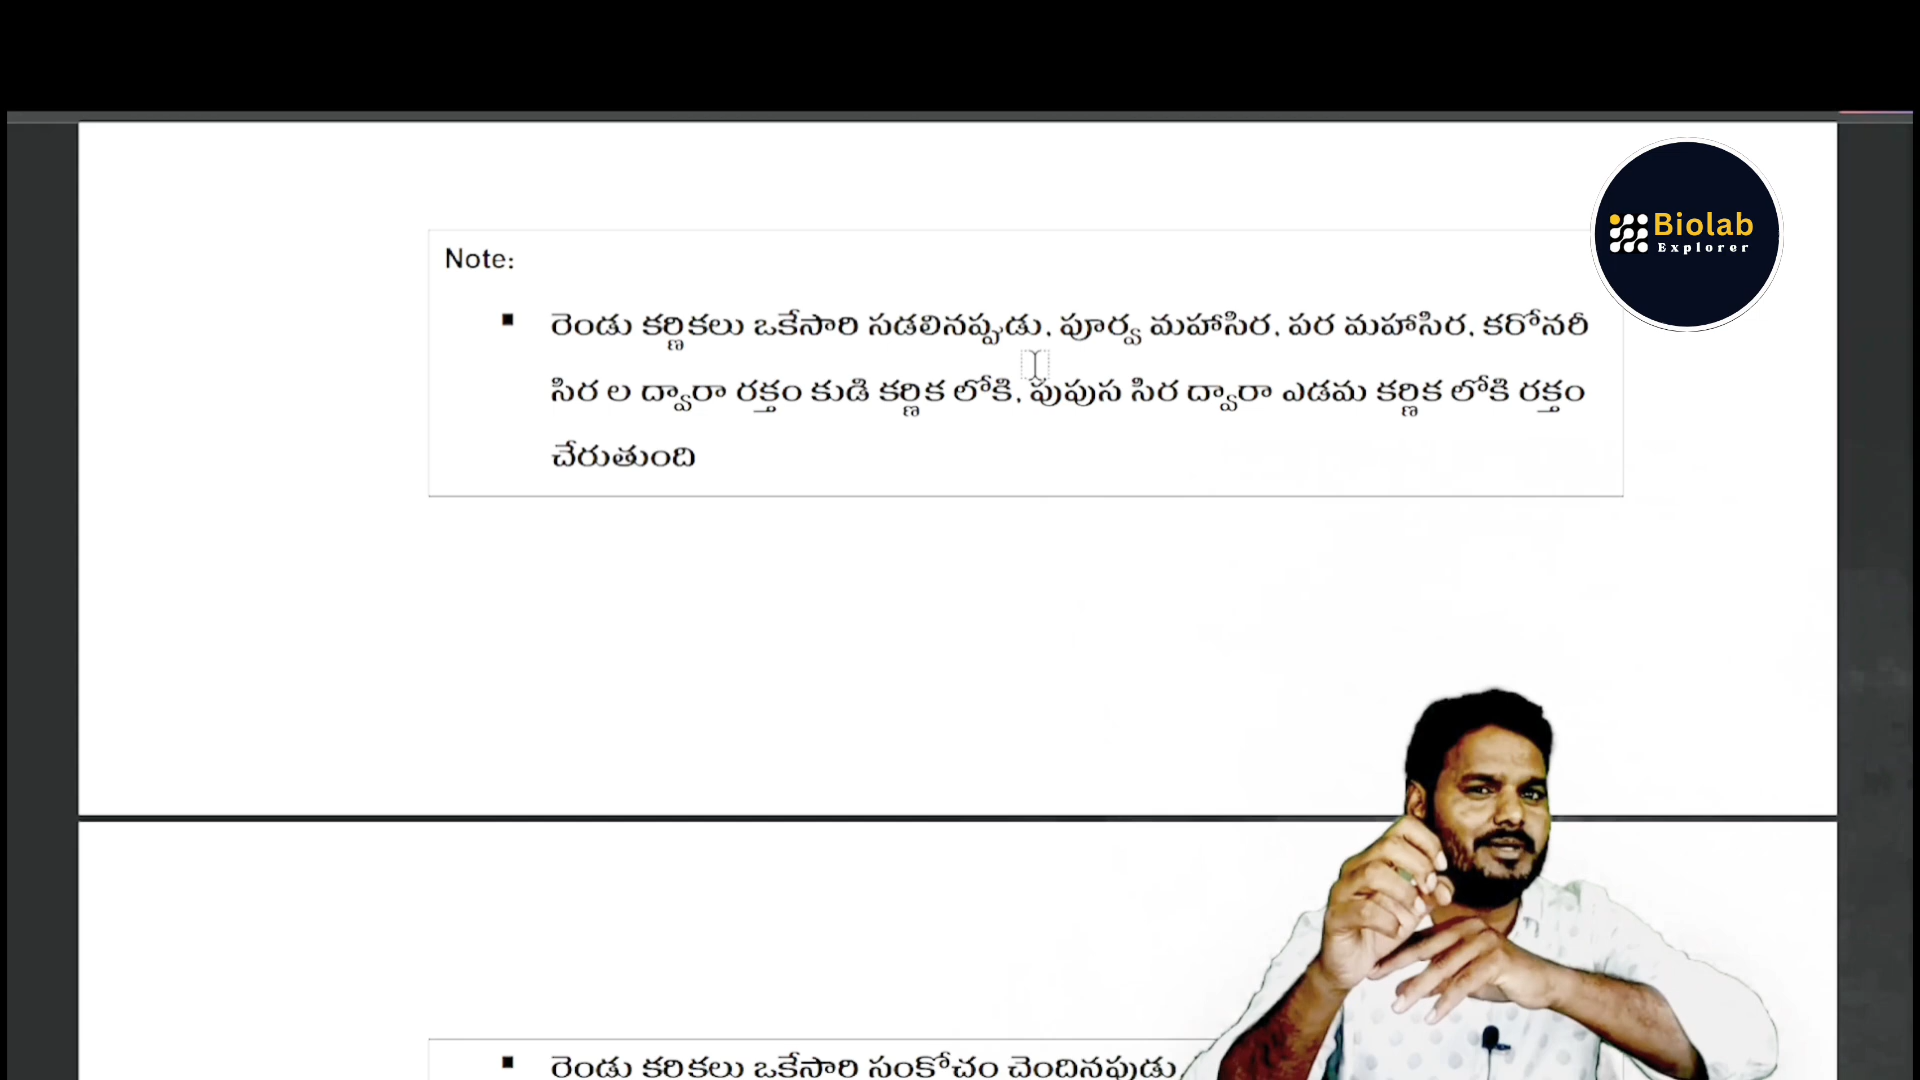 Biolab
Explorer
Note:
▪ రెండు కర్ణికలు ఒకేసారి సడలినప్పుడు, పూర్వ మహాసిర, పర మహాసిర, కరోనరీ
సిర ల ద్వారా రక్తం కుడి కర్ణిక లోకి, పుపుస సిర ద్వారా ఎడమ కర్ణిక లోకి రక్తం
చేరుతుంది
▪ రెండు కర్ణికలు ఒకేసారి సంకోచం చెందినపుడు